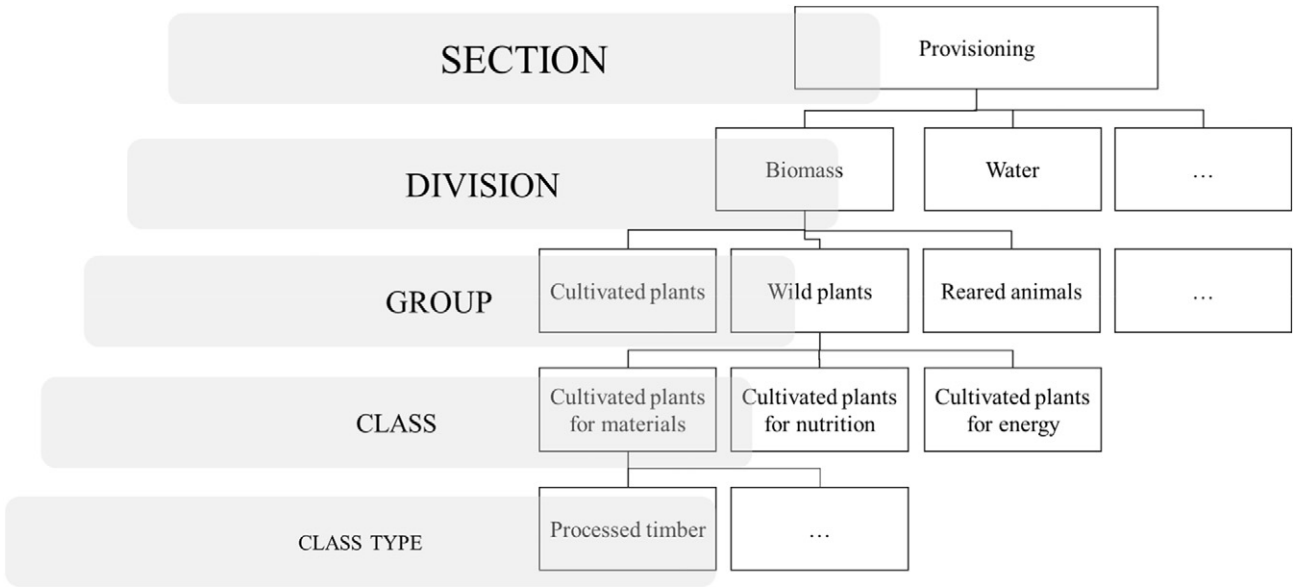 SECTION
Provisioning
DIVISION
Biomass
Water
…
GROUP
Cultivated plants
Wild plants
Reared animals
…
CLASS
Cultivated plants
for materials
Cultivated plants
for nutrition
Cultivated plants
for energy
CLASS TYPE
Processed timber
…